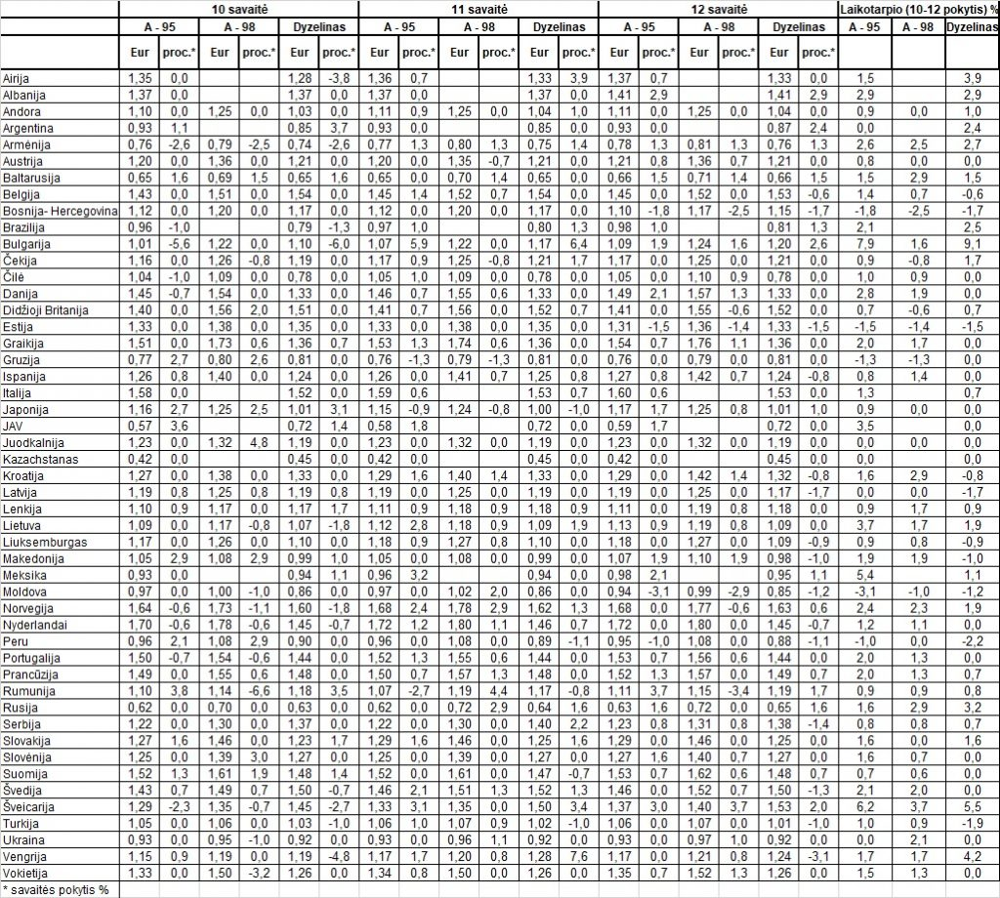 10 savaitė 11 savaitė 12 savaitė Laikotarpio (10-12 pokytis) %
A - 95 A - 98 Dyzelinas A - 95 A - 98 Dyzelinas A - 95 A - 98 Dyzelinas A - 95 A - 98 Dyzelinas
Eur proc.* Eur proc.* Eur proc.* Eur proc.* Eur proc.* Eur proc.* Eur proc.* Eur proc.* Eur proc.*
Airija 1,35 0,0 1,28 -3,8 1,36 0,7 1,33 3,9 1,37 0,7 1,33 0,0 1,5 3,9
Albanija 1,37 0,0 1,37 0,0 1,37 0,0 1,37 0,0 1,41 2,9 1,41 2,9 2,9 2,9
Andora 1,10 0,0 1,25 0,0 1,03 0,0 1,11 0,9 1,25 0,0 1,04 1,0 1,11 0,0 1,25 0,0 1,04 0,0 0,9 0,0 1,0
Argentina 0,93 1,1 0,85 3,7 0,93 0,0 0,85 0,0 0,93 0,0 0,87 2,4 0,0 2,4
Armėnija 0,76 -2,6 0,79 -2,5 0,74 -2,6 0,77 1,3 0,80 1,3 0,75 1,4 0,78 1,3 0,81 1,3 0,76 1,3 2,6 2,5 2,7
Austrija 1,20 0,0 1,36 0,0 1,21 0,0 1,20 0,0 1,35 -0,7 1,21 0,0 1,21 0,8 1,36 0,7 1,21 0,0 0,8 0,0 0,0
Baltarusija 0,65 1,6 0,69 1,5 0,65 1,6 0,65 0,0 0,70 1,4 0,65 0,0 0,66 1,5 0,71 1,4 0,66 1,5 1,5 2,9 1,5
Belgija 1,43 0,0 1,51 0,0 1,54 0,0 1,45 1,4 1,52 0,7 1,54 0,0 1,45 0,0 1,52 0,0 1,53 -0,6 1,4 0,7 -0,6
Bosnija- Hercegovina 1,12 0,0 1,20 0,0 1,17 0,0 1,12 0,0 1,20 0,0 1,17 0,0 1,10 -1,8 1,17 -2,5 1,15 -1,7 -1,8 -2,5 -1,7
Brazilija 0,96 -1,0 0,79 -1,3 0,97 1,0 0,80 1,3 0,98 1,0 0,81 1,3 2,1 2,5
Bulgarija 1,01 -5,6 1,22 0,0 1,10 -6,0 1,07 5,9 1,22 0,0 1,17 6,4 1,09 1,9 1,24 1,6 1,20 2,6 7,9 1,6 9,1
Čekija 1,16 0,0 1,26 -0,8 1,19 0,0 1,17 0,9 1,25 -0,8 1,21 1,7 1,17 0,0 1,25 0,0 1,21 0,0 0,9 -0,8 1,7
Čilė 1,04 -1,0 1,09 0,0 0,78 0,0 1,05 1,0 1,09 0,0 0,78 0,0 1,05 0,0 1,10 0,9 0,78 0,0 1,0 0,9 0,0
Danija 1,45 -0,7 1,54 0,0 1,33 0,0 1,46 0,7 1,55 0,6 1,33 0,0 1,49 2,1 1,57 1,3 1,33 0,0 2,8 1,9 0,0
Didžioji Britanija 1,40 0,0 1,56 2,0 1,51 0,0 1,41 0,7 1,56 0,0 1,52 0,7 1,41 0,0 1,55 -0,6 1,52 0,0 0,7 -0,6 0,7
Estija 1,33 0,0 1,38 0,0 1,35 0,0 1,33 0,0 1,38 0,0 1,35 0,0 1,31 -1,5 1,36 -1,4 1,33 -1,5 -1,5 -1,4 -1,5
Graikija 1,51 0,0 1,73 0,6 1,36 0,7 1,53 1,3 1,74 0,6 1,36 0,0 1,54 0,7 1,76 1,1 1,36 0,0 2,0 1,7 0,0
Gruzija 0,77 2,7 0,80 2,6 0,81 0,0 0,76 -1,3 0,79 -1,3 0,81 0,0 0,76 0,0 0,79 0,0 0,81 0,0 -1,3 -1,3 0,0
Ispanija 1,26 0,8 1,40 0,0 1,24 0,0 1,26 0,0 1,41 0,7 1,25 0,8 1,27 0,8 1,42 0,7 1,24 -0,8 0,8 1,4 0,0
Italija 1,58 0,0 1,52 0,0 1,59 0,6 1,53 0,7 1,60 0,6 1,53 0,0 1,3 0,7
Japonija 1,16 2,7 1,25 2,5 1,01 3,1 1,15 -0,9 1,24 -0,8 1,00 -1,0 1,17 1,7 1,25 0,8 1,01 1,0 0,9 0,0 0,0
JAV 0,57 3,6 0,72 1,4 0,58 1,8 0,72 0,0 0,59 1,7 0,72 0,0 3,5 0,0
Juodkalnija 1,23 0,0 1,32 4,8 1,19 0,0 1,23 0,0 1,32 0,0 1,19 0,0 1,23 0,0 1,32 0,0 1,19 0,0 0,0 0,0 0,0
Kazachstanas 0,42 0,0 0,45 0,0 0,42 0,0 0,45 0,0 0,42 0,0 0,45 0,0 0,0 0,0
Kroatija 1,27 0,0 1,38 0,0 1,33 0,0 1,29 1,6 1,40 1,4 1,33 0,0 1,29 0,0 1,42 1,4 1,32 -0,8 1,6 2,9 -0,8
Latvija 1,19 0,8 1,25 0,8 1,19 0,8 1,19 0,0 1,25 0,0 1,19 0,0 1,19 0,0 1,25 0,0 1,17 -1,7 0,0 0,0 -1,7
Lenkija 1,10 0,9 1,17 0,0 1,17 1,7 1,11 0,9 1,18 0,9 1,18 0,9 1,11 0,0 1,19 0,8 1,18 0,0 0,9 1,7 0,9
Lietuva 1,09 0,0 1,17 -0,8 1,07 -1,8 1,12 2,8 1,18 0,9 1,09 1,9 1,13 0,9 1,19 0,8 1,09 0,0 3,7 1,7 1,9
Liuksemburgas 1,17 0,0 1,26 0,0 1,10 0,0 1,18 0,9 1,27 0,8 1,10 0,0 1,18 0,0 1,27 0,0 1,09 -0,9 0,9 0,8 -0,9
Makedonija 1,05 2,9 1,08 2,9 0,99 1,0 1,05 0,0 1,08 0,0 0,99 0,0 1,07 1,9 1,10 1,9 0,98 -1,0 1,9 1,9 -1,0
Meksika 0,93 0,0 0,94 1,1 0,96 3,2 0,94 0,0 0,98 2,1 0,95 1,1 5,4 1,1
Moldova 0,97 0,0 1,00 -1,0 0,86 0,0 0,97 0,0 1,02 2,0 0,86 0,0 0,94 -3,1 0,99 -2,9 0,85 -1,2 -3,1 -1,0 -1,2
Norvegija 1,64 -0,6 1,73 -1,1 1,60 -1,8 1,68 2,4 1,78 2,9 1,62 1,3 1,68 0,0 1,77 -0,6 1,63 0,6 2,4 2,3 1,9
Nyderlandai 1,70 -0,6 1,78 -0,6 1,45 -0,7 1,72 1,2 1,80 1,1 1,46 0,7 1,72 0,0 1,80 0,0 1,45 -0,7 1,2 1,1 0,0
Peru 0,96 2,1 1,08 2,9 0,90 0,0 0,96 0,0 1,08 0,0 0,89 -1,1 0,95 -1,0 1,08 0,0 0,88 -1,1 -1,0 0,0 -2,2
Portugalija 1,50 -0,7 1,54 -0,6 1,44 0,0 1,52 1,3 1,55 0,6 1,44 0,0 1,53 0,7 1,56 0,6 1,44 0,0 2,0 1,3 0,0
Prancūzija 1,49 0,0 1,55 0,6 1,48 0,0 1,50 0,7 1,57 1,3 1,48 0,0 1,52 1,3 1,57 0,0 1,49 0,7 2,0 1,3 0,7
Rumunija 1,10 3,8 1,14 -6,6 1,18 3,5 1,07 -2,7 1,19 4,4 1,17 -0,8 1,11 3,7 1,15 -3,4 1,19 1,7 0,9 0,9 0,8
Rusija 0,62 0,0 0,70 0,0 0,63 0,0 0,62 0,0 0,72 2,9 0,64 1,6 0,63 1,6 0,72 0,0 0,65 1,6 1,6 2,9 3,2
Serbija 1,22 0,0 1,30 0,0 1,37 0,0 1,22 0,0 1,30 0,0 1,40 2,2 1,23 0,8 1,31 0,8 1,38 -1,4 0,8 0,8 0,7
Slovakija 1,27 1,6 1,46 0,0 1,23 1,7 1,29 1,6 1,46 0,0 1,25 1,6 1,29 0,0 1,46 0,0 1,25 0,0 1,6 0,0 1,6
Slovėnija 1,25 0,0 1,39 3,0 1,27 0,0 1,25 0,0 1,39 0,0 1,27 0,0 1,27 1,6 1,40 0,7 1,27 0,0 1,6 0,7 0,0
Suomija 1,52 1,3 1,61 1,9 1,48 1,4 1,52 0,0 1,61 0,0 1,47 -0,7 1,53 0,7 1,62 0,6 1,48 0,7 0,7 0,6 0,0
Švedija 1,43 0,7 1,49 0,7 1,50 -0,7 1,46 2,1 1,51 1,3 1,52 1,3 1,46 0,0 1,52 0,7 1,50 -1,3 2,1 2,0 0,0
Šveicarija 1,29 -2,3 1,35 -0,7 1,45 -2,7 1,33 3,1 1,35 0,0 1,50 3,4 1,37 3,0 1,40 3,7 1,53 2,0 6,2 3,7 5,5
Turkija 1,05 0,0 1,06 0,0 1,03 -1,0 1,06 1,0 1,07 0,9 1,02 -1,0 1,06 0,0 1,07 0,0 1,01 -1,0 1,0 0,9 -1,9
Ukraina 0,93 0,0 0,95 -1,0 0,92 0,0 0,93 0,0 0,96 1,1 0,92 0,0 0,93 0,0 0,97 1,0 0,92 0,0 0,0 2,1 0,0
Vengrija 1,15 0,9 1,19 0,0 1,19 -4,8 1,17 1,7 1,20 0,8 1,28 7,6 1,17 0,0 1,21 0,8 1,24 -3,1 1,7 1,7 4,2
Vokietija 1,33 0,0 1,50 -3,2 1,26 0,0 1,34 0,8 1,50 0,0 1,26 0,0 1,35 0,7 1,52 1,3 1,26 0,0 1,5 1,3 0,0
* savaitės pokytis %